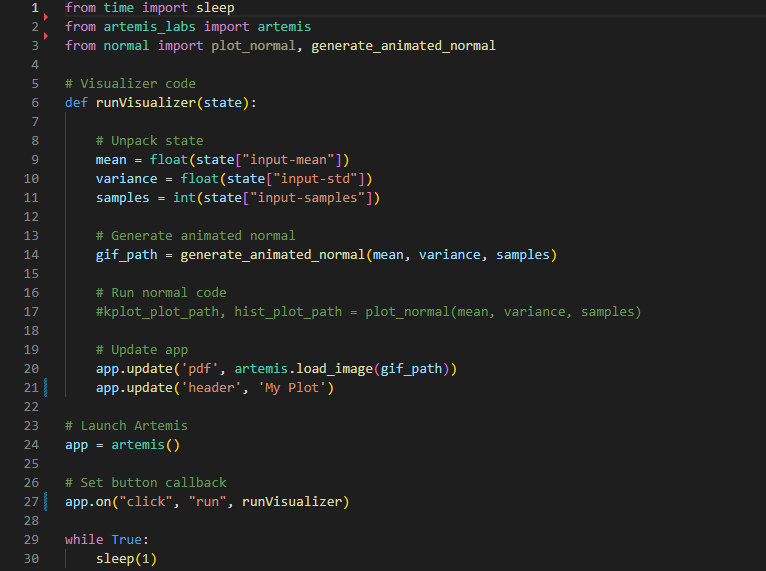 1 from time import sleep
2 from artemis_labs import artemis
3 from normal import plot_normal, generate_animated_normal
4
5 # Visualizer code
6 def runVisualizer(state):
7
8     # Unpack state
9     mean = float(state["input-mean"])
10     variance = float(state["input-std"])
11     samples = int(state["input-samples"])
12
13     # Generate animated normal
14     gif_path = generate_animated_normal(mean, variance, samples)
15
16     # Run normal code
17     #kplot_plot_path, hist_plot_path = plot_normal(mean, variance, samples)
18
19     # Update app
20     app.update('pdf', artemis.load_image(gif_path))
21     app.update('header', 'My Plot')
22
23 # Launch Artemis
24 app = artemis()
25
26 # Set button callback
27 app.on("click", "run", runVisualizer)
28
29 while True:
30     sleep(1)